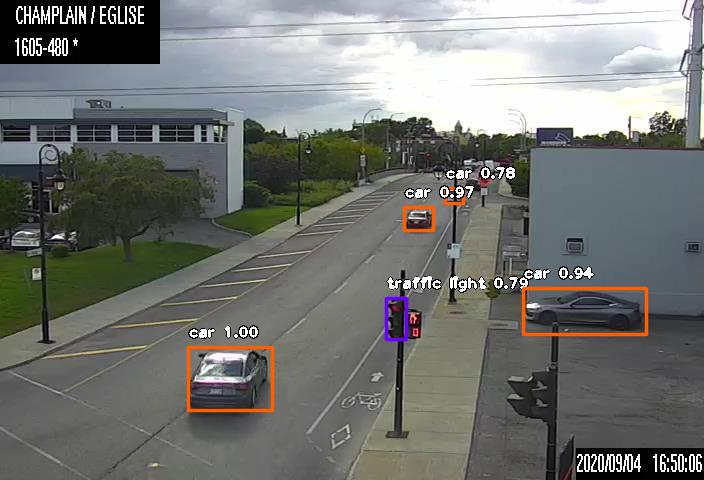 CHAMPLAIN / EGLISE
1605-480 *
car 0.78
car 0.97
car 0.94
traffic light 0.79
car 1.00
2020/09/04 16:50:06